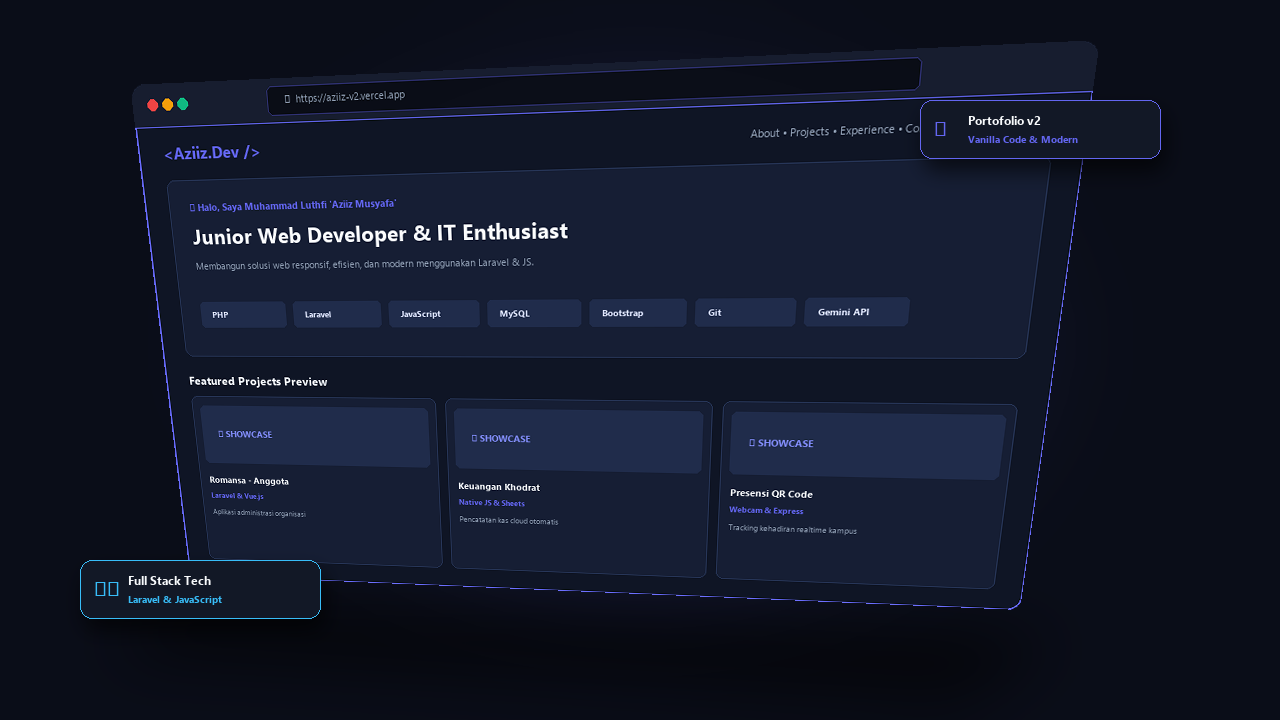 https://aziiz-v2.vercel.app
Portofolio v2
Vanilla Code & Modern
<Aziiz.Dev />
About • Projects • Experience • Co
Halo, Saya Muhammad Luthfi 'Aziiz Musyafa'
Junior Web Developer & IT Enthusiast
Membangun solusi web responsif, efisien, dan modern menggunakan Laravel & JS.
PHP
Laravel
JavaScript
MySQL
Bootstrap
Git
Gemini API
Featured Projects Preview
SHOWCASE
Romansa - Anggota
Laravel & Vue.js
Aplikasi administrasi organisasi
SHOWCASE
Keuangan Khodrat
Native JS & Sheets
Pencatatan kas cloud otomatis
SHOWCASE
Presensi QR Code
Webcam & Express
Tracking kehadiran realtime kampus
Full Stack Tech
Laravel & JavaScript